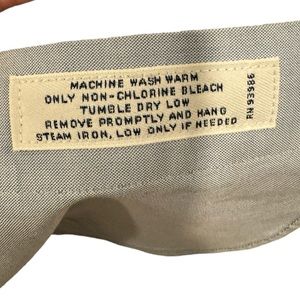 MACHINE WASH WARM
ONLY NON-CHLORINE BLEACH
TUMBLE DRY LOW
REMOVE PROMPTLY AND HANG
STEAM IRON, LOW ONLY IF NEEDED
RN 93986